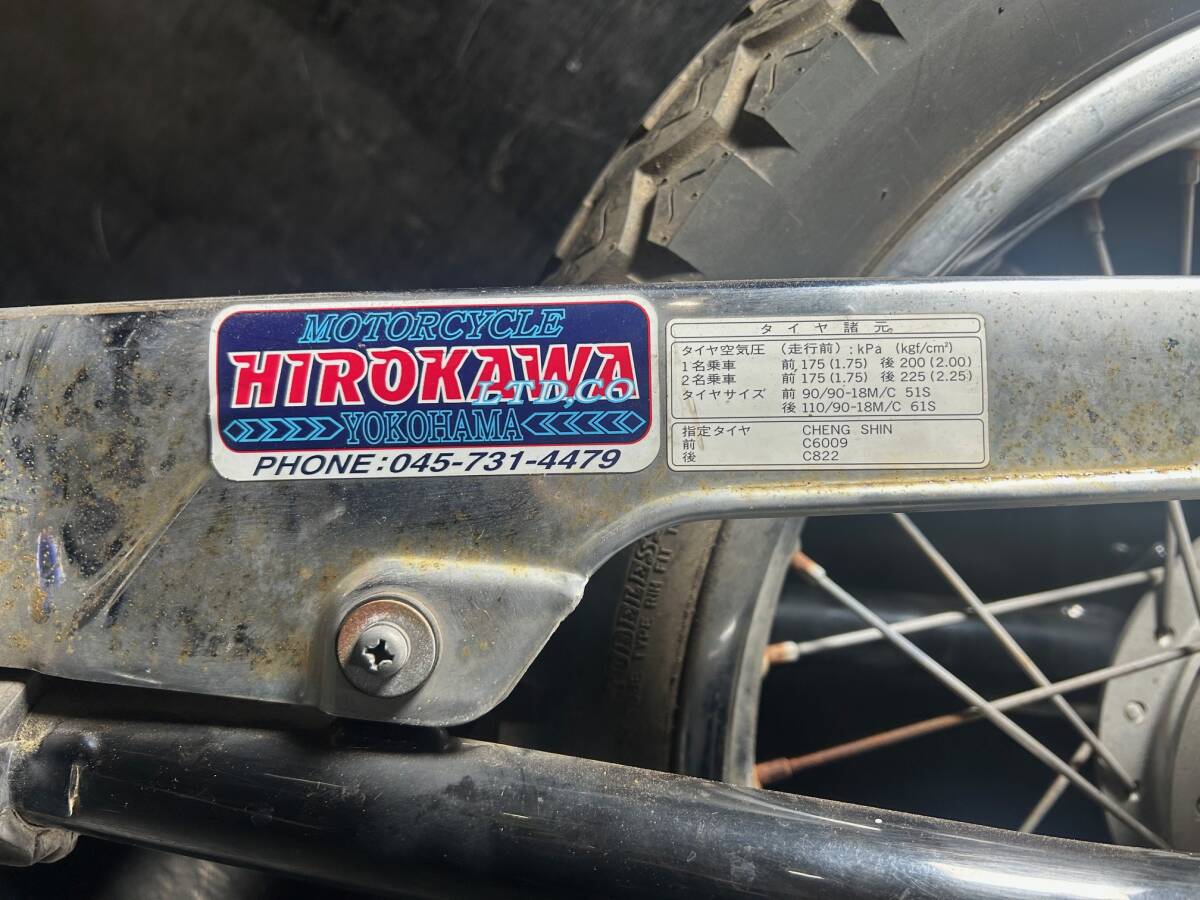 MOTORCYCLE
HIROKAWA
LTD,CO
YOKOHAMA
PHONE:045-731-4479
タイヤ諸元
タイヤ空気圧 (走行前):kPa (kgf/cm²)
1名乗車 前 175 (1.75) 後 200 (2.00)
2名乗車 前 175 (1.75) 後 225 (2.25)
タイヤサイズ 前 90/90-18M/C 51S
後 110/90-18M/C 61S
指定タイヤ CHENG SHIN
前 C6009
後 C822
TUBELESS
TYPE RIM FIT